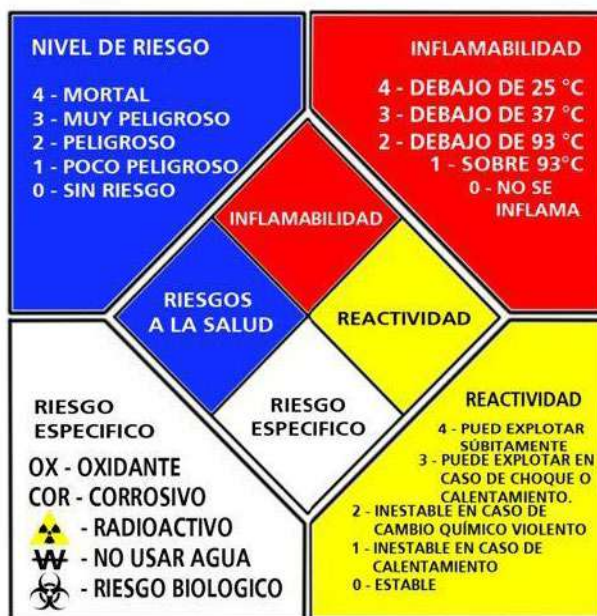 NIVEL DE RIESGO
4 - MORTAL
3 - MUY PELIGROSO
2 - PELIGROSO
1 - POCO PELIGROSO
0 - SIN RIESGO
INFLAMABILIDAD
4 - DEBAJO DE 25 °C
3 - DEBAJO DE 37 °C
2 - DEBAJO DE 93 °C
1 - SOBRE 93°C
0 - NO SE
INFLAMA
INFLAMABILIDAD
RIESGOS
A LA SALUD
REACTIVIDAD
RIESGO
ESPECIFICO
RIESGO
ESPECIFICO
OX - OXIDANTE
COR - CORROSIVO
- RADIOACTIVO
W - NO USAR AGUA
- RIESGO BIOLOGICO
REACTIVIDAD
4 - PUED EXPLOTAR
SÚBITAMENTE
3 - PUEDE EXPLOTAR EN
CASO DE CHOQUE O
CALENTAMIENTO.
2 - INESTABLE EN CASO DE
CAMBIO QUÍMICO VIOLENTO
1 - INESTABLE EN CASO DE
CALENTAMIENTO
0 - ESTABLE